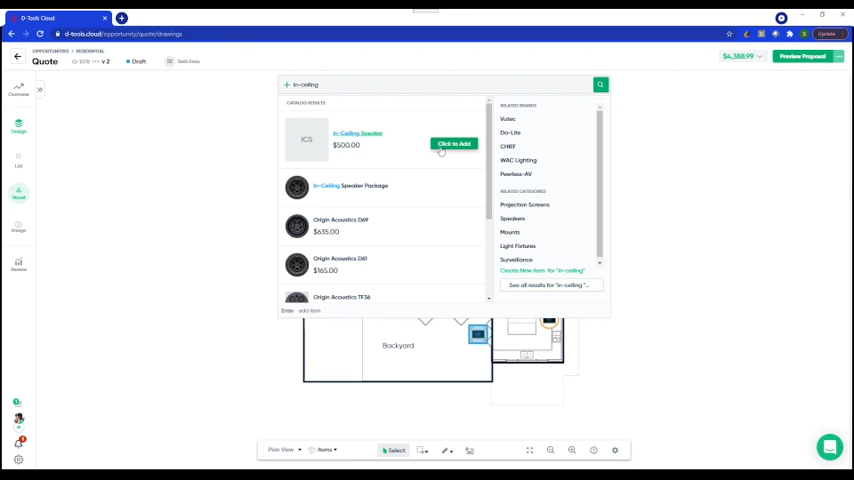 D-Tools Cloud
d-tools.cloud/opportunity/quote/drawings
Update
OPPORTUNITIES RESIDENTIAL
Quote
v 2
Draft
$4,388.99
Preview Proposal
in-ceiling
Overview
Design
List
Visual
Image
Review
CATALOG RESULTS
ICS
In-Ceiling Speaker
$500.00
Click to Add
In-Ceiling Speaker Package
Origin Acoustics D69
$635.00
Origin Acoustics D61
$165.00
Origin Acoustics TF36
Enter add item
RELATED BRANDS
Vutec
Da-Lite
CHIEF
WAC Lighting
Peerless-AV
RELATED CATEGORIES
Projection Screens
Speakers
Mounts
Light Fixtures
Surveillance
Create New item for "in-ceiling"
See all results for "in-ceiling "...
Backyard
Plan View
Items
Select